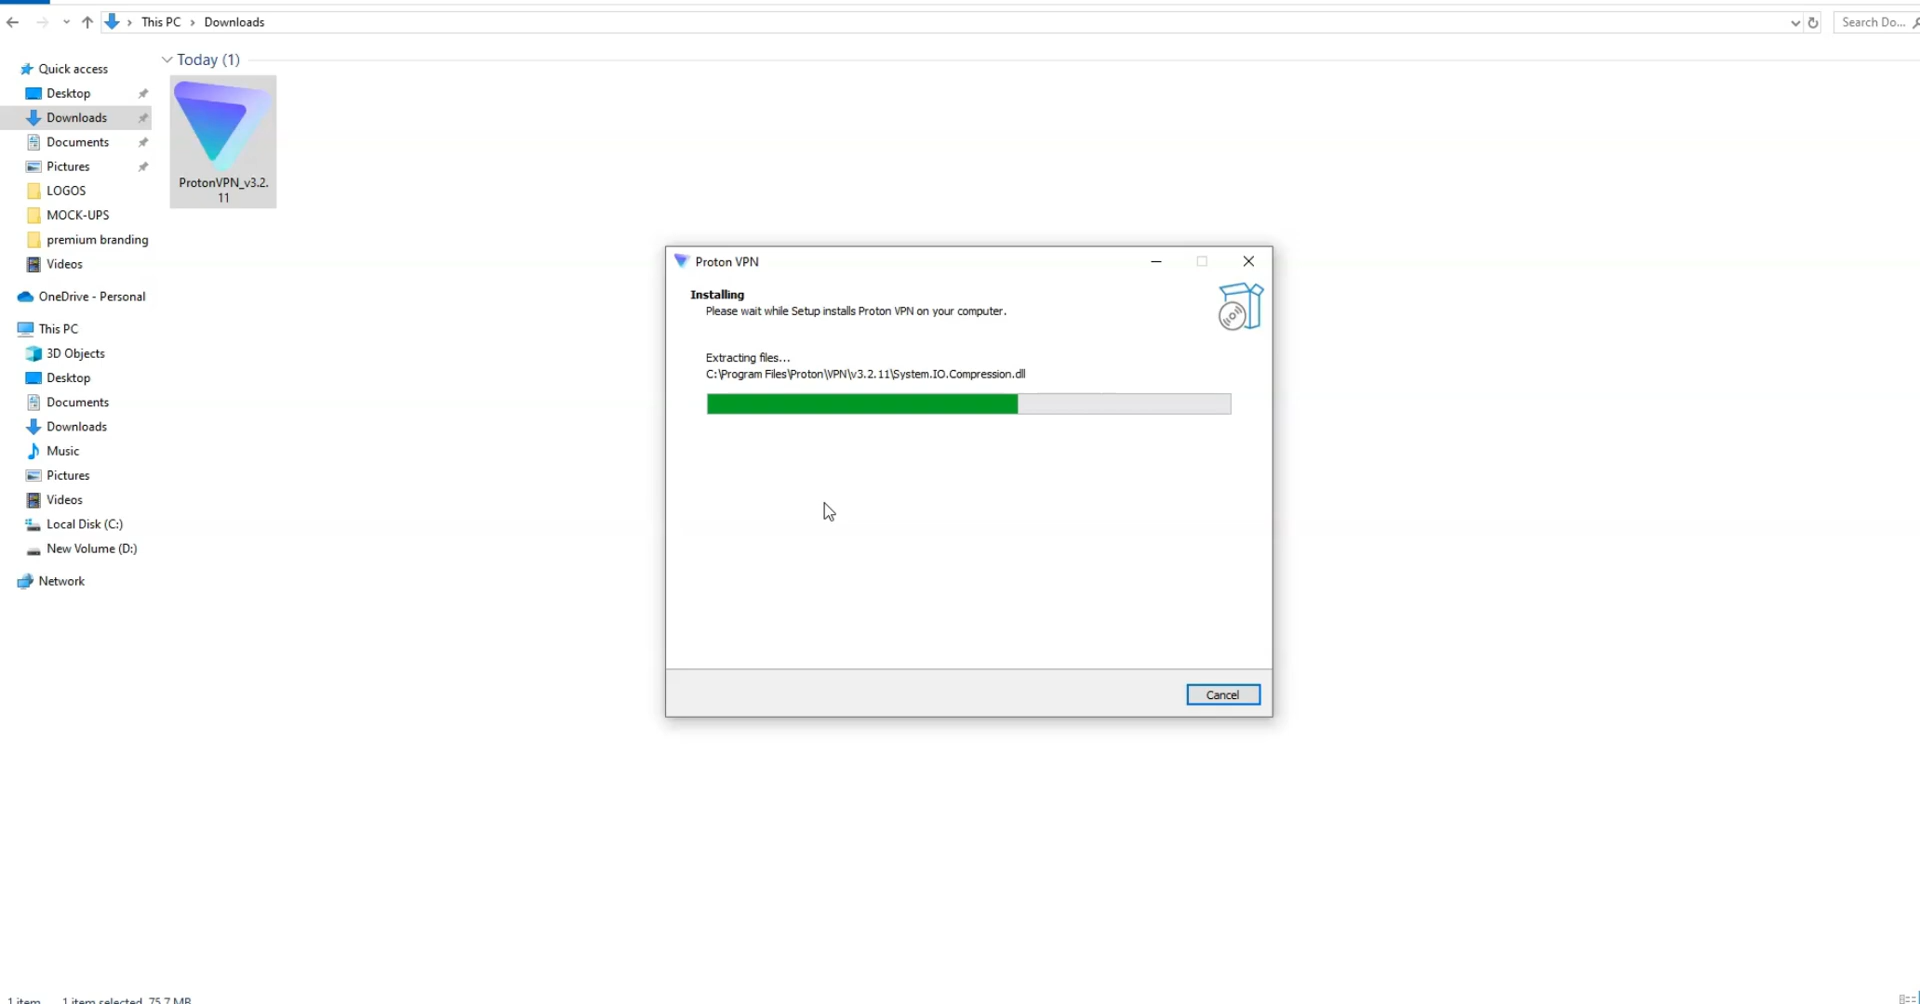 This PC > Downloads
Search Do...
Quick access
Desktop
Downloads
Documents
Pictures
LOGOS
MOCK-UPS
premium branding
Videos
OneDrive - Personal
This PC
3D Objects
Desktop
Documents
Downloads
Music
Pictures
Videos
Local Disk (C:)
New Volume (D:)
Network
Today (1)
ProtonVPN_v3.2.
11
Proton VPN
Installing
Please wait while Setup installs Proton VPN on your computer.
Extracting files...
C:\Program Files\Proton\VPN\v3.2.11\System.IO.Compression.dll
Cancel
1 item 1 item selected 75.7 MB